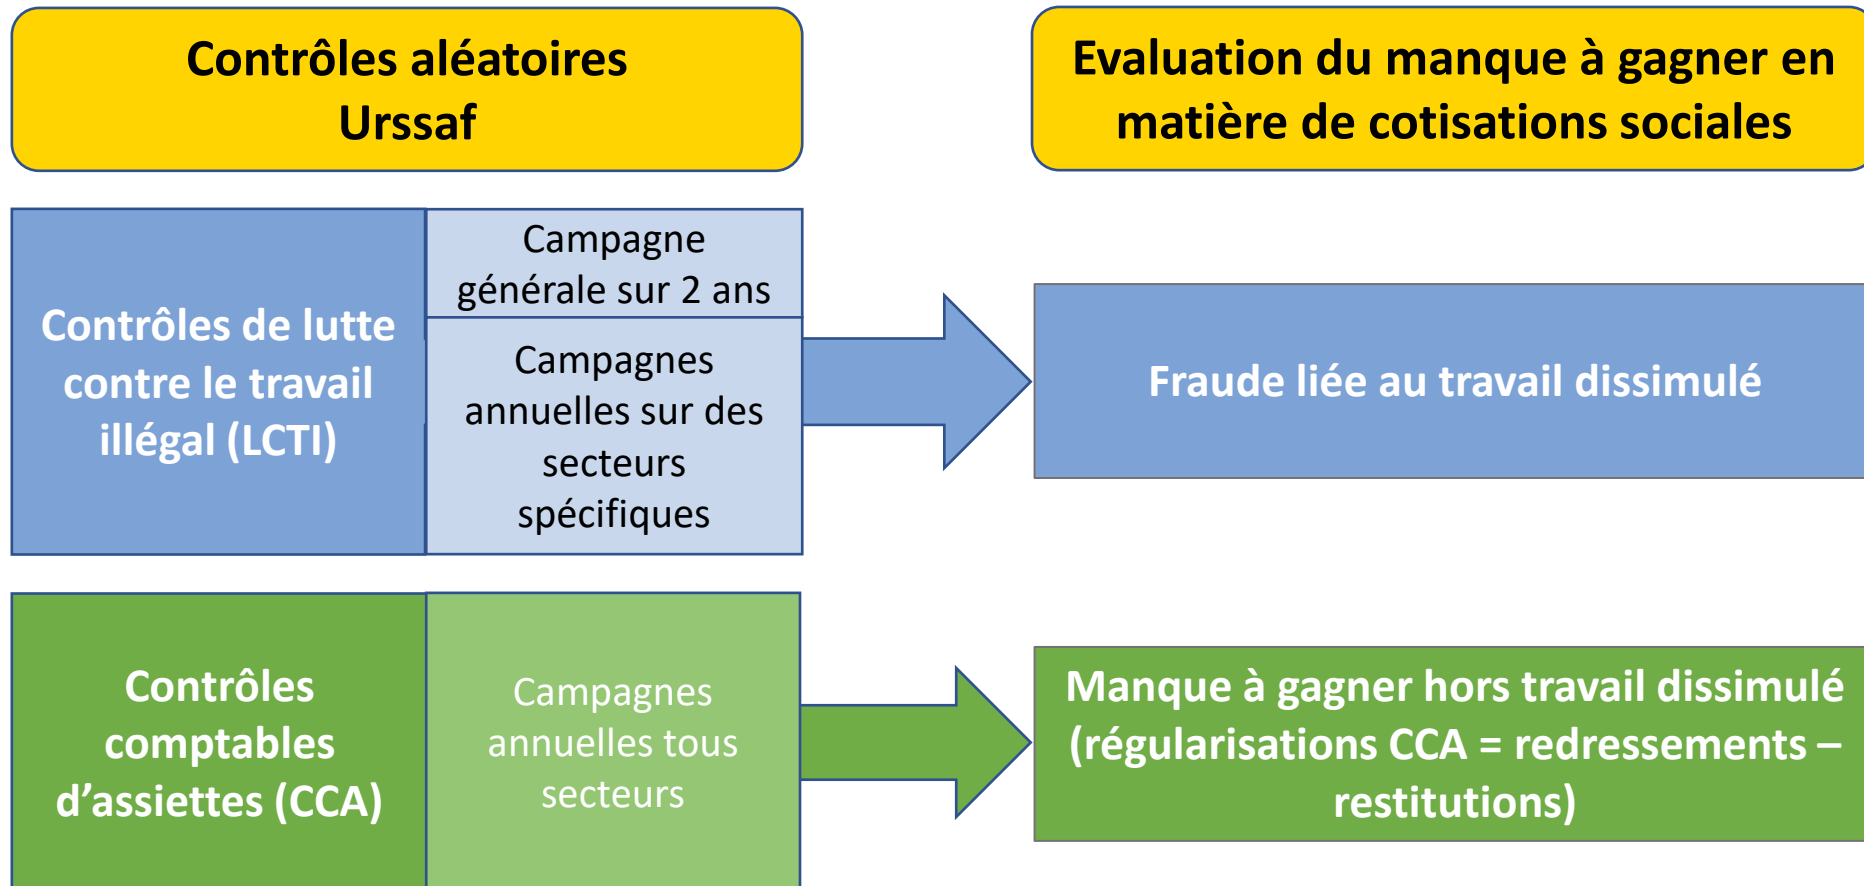 Contrôles aléatoires
Urssaf
Evaluation du manque à gagner en
matière de cotisations sociales
Contrôles de lutte
contre le travail
illégal (LCTI)
Campagne
générale sur 2 ans
Campagnes
annuelles sur des
secteurs
spécifiques
Fraude liée au travail dissimulé
Contrôles
comptables
d’assiettes (CCA)
Campagnes
annuelles tous
secteurs
Manque à gagner hors travail dissimulé
(régularisations CCA = redressements –
restitutions)